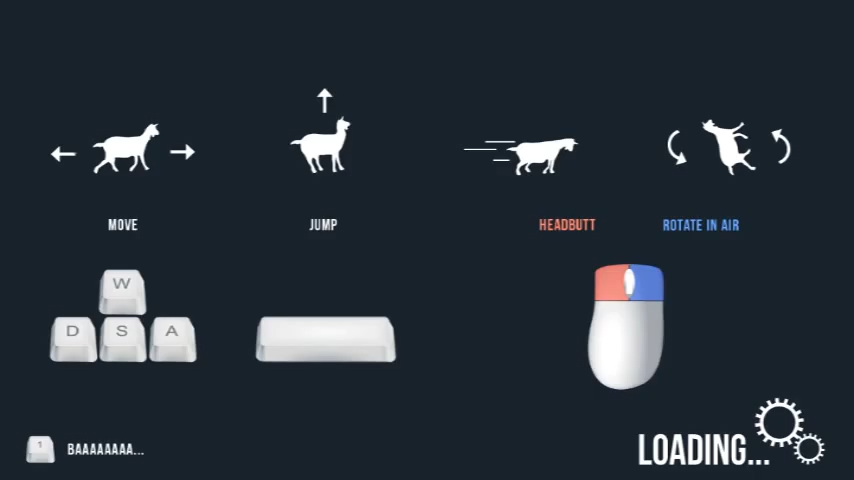 MOVE
JUMP
HEADBUTT
ROTATE IN AIR
W
D S A
1 BAAAAAAAA...
LOADING...